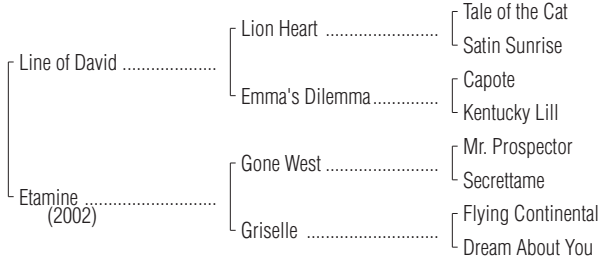 Tale of the Cat
Lion Heart ........................
Satin Sunrise
Line of David ....................
Capote
Emma's Dilemma..............
Kentucky Lill
Mr. Prospector
Gone West ........................
Secrettame
Etamine ............................
(2002)
Flying Continental
Griselle ............................
Dream About You